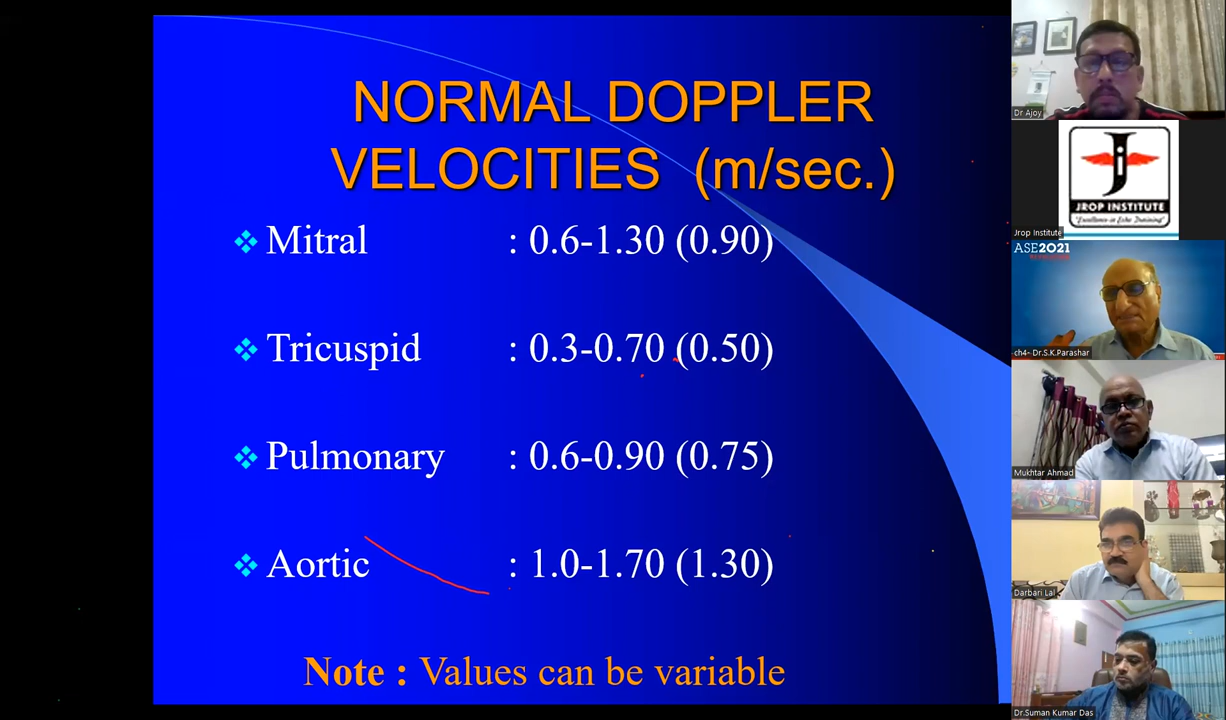 NORMAL DOPPLER
VELOCITIES (m/sec.)
Mitral : 0.6-1.30 (0.90)
Tricuspid : 0.3-0.70 (0.50)
Pulmonary : 0.6-0.90 (0.75)
Aortic : 1.0-1.70 (1.30)
Note : Values can be variable
Dr Ajoy
JROP INSTITUTE
"Excellence at Echo Training"
Jrop Institute
ASE2021
ch4- Dr.S.K.Parashar
Mukhtar Ahmad
Darbari Lal
Dr.Suman Kumar Das